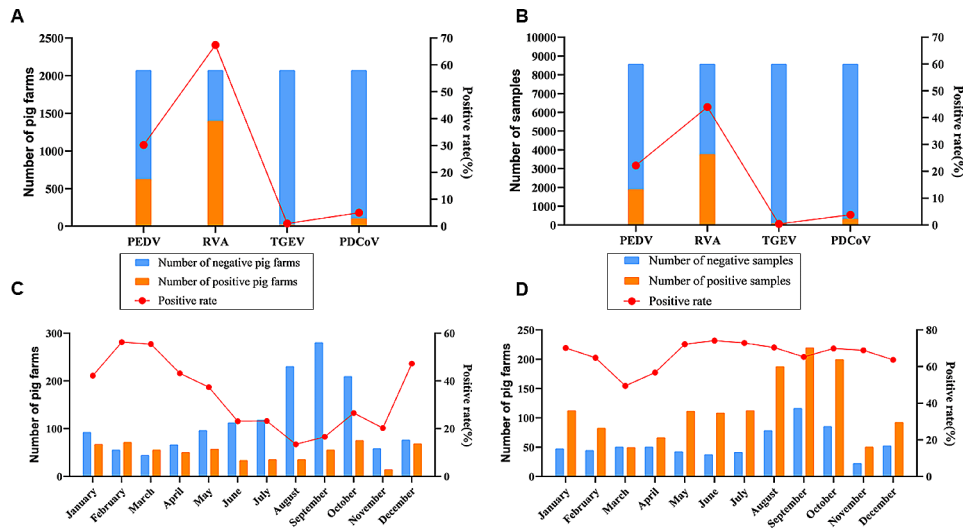 A
B
2500
2000
1500
1000
500
0
Number of pig farms
70
60
50
40
30
20
10
0
Positive rate(%)
PEDV RVA TGEV PDCoV
10000
9000
8000
7000
6000
5000
4000
3000
2000
1000
0
Number of samples
70
60
50
40
30
20
10
0
Positive rate(%)
PEDV RVA TGEV PDCoV
Number of negative pig farms
Number of positive pig farms
Positive rate
Number of negative samples
Number of positive samples
Positive rate
C
D
300
200
100
0
Number of pig farms
60
40
20
0
Positive rate(%)
January February March April May June July August September October November December
250
200
150
100
50
0
Number of pig farms
80
60
40
20
0
Positive rate(%)
January February March April May June July August September October November December